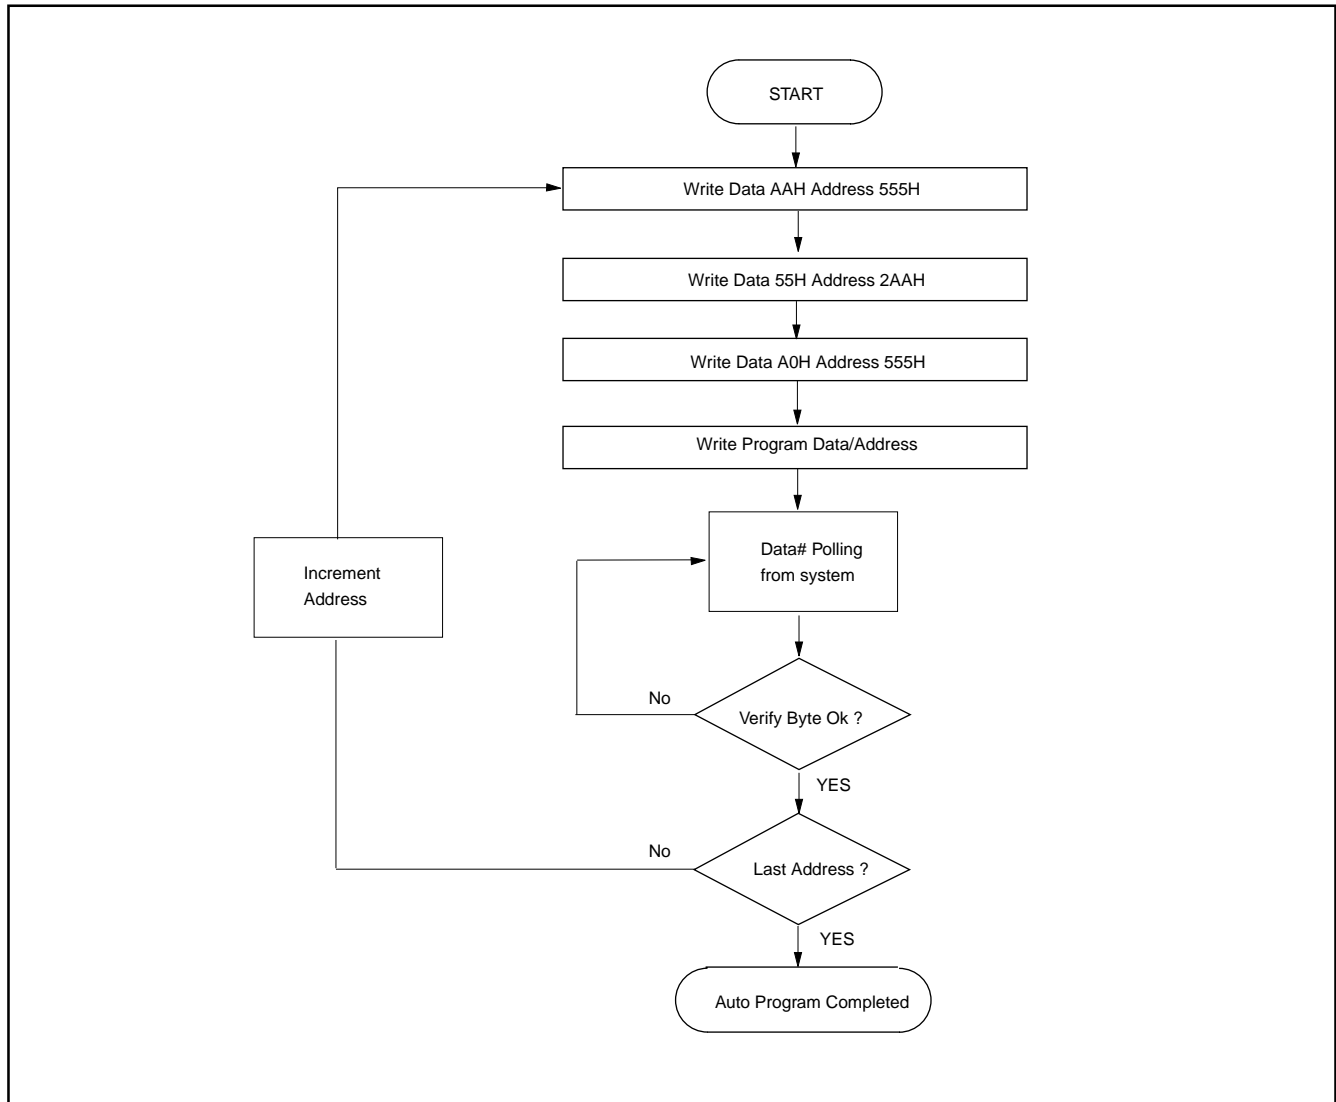 START
Write Data AAH Address 555H
Write Data 55H Address 2AAH
Write Data A0H Address 555H
Write Program Data/Address
Data# Polling
from system
Increment
Address
No
Verify Byte Ok ?
YES
No
Last Address ?
YES
Auto Program Completed